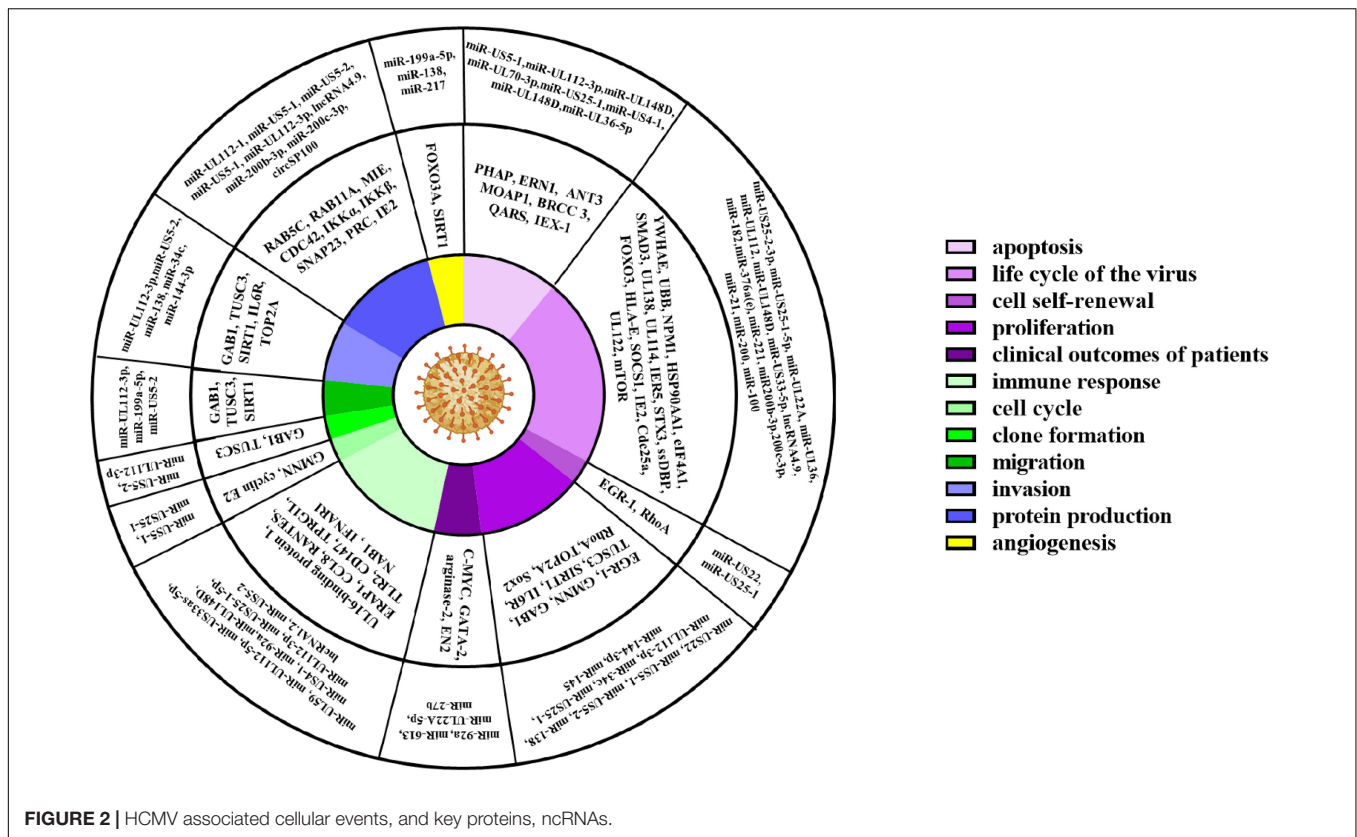 miR-199a-5p,
miR-138,
miR-217
miR-US5-1,miR-UL112-3p,miR-UL148D,
miR-UL70-3p,miR-US25-1,miR-US4-1,
miR-UL148D,miR-UL36-5p
miR-US25-2-3p, miR-US25-1-5p, miR-UL22A, miR-UL36,
miR-UL112, miR-UL148D, miR-US33-5p, lncRNA4.9,
miR-182,miR-376a(e), miR-221, miR200b-3p,200c-3p,
miR-21, miR-200, miR-100
miR-US22,
miR-US25-1
miR-US22, miR-US5-1, miR-US5-2, miR-138,
miR-UL112-3p, miR-34c, miR-US25-1,
miR-144-3p, miR-145
miR-92a, miR-613,
miR-UL22A-5p,
miR-27b
miR-UL59, miR-UL112-5p, miR-US33as-5p,
miR-US4-1, miR-92a,miR-UL148D,
miR-UL112-3p, miR-US25-1-5p,
lncRNA1.2, miR-US5-2
miR-US5-1,
miR-US25-1
miR-US5-2,
miR-UL112-3p
miR-UL112-3p,
miR-199a-5p,
miR-US5-2
miR-UL112-3p,miR-US5-2,
miR-138, miR-34c,
miR-144-3p
miR-UL112-1, miR-US5-1, miR-US5-2,
miR-US5-1, miR-UL112-3p, lncRNA4.9,
miR-200b-3p, miR-200c-3p,
circSP100
FOXO3A, SIRT1
PHAP, ERN1, ANT3
MOAP1, BRCC 3,
QARS, IEX-1
YWHAE, UBB, NPM1, HSP90AA1, eIF4A1,
SMAD3, UL138, UL114, IER5, STX3, ssDBP,
FOXO3, HLA-E, SOCS1, IE2, Cdc25a,
UL122, mTOR
EGR-1, RhoA
EGR-1, GMNN, GAB1,
TUSC3, SIRT1, IL6R,
RhoA,TOP2A, Sox2
C-MYC, GATA-2,
arginase-2, EN2
UL16-binding protein 1,
ERAP1, CCL8, RANTES,
TLR2, CD147, TPRG1L,
NAB1, IFNAR1
GMNN, cyclin E2
GAB1, TUSC3
GAB1,
TUSC3,
SIRT1
GAB1, TUSC3,
SIRT1, IL6R,
TOP2A
RAB5C, RAB11A, MIE,
CDC42, IKKα, IKKβ,
SNAP23, PRC, IE2
apoptosis
life cycle of the virus
cell self-renewal
proliferation
clinical outcomes of patients
immune response
cell cycle
clone formation
migration
invasion
protein production
angiogenesis
FIGURE 2 | HCMV associated cellular events, and key proteins, ncRNAs.